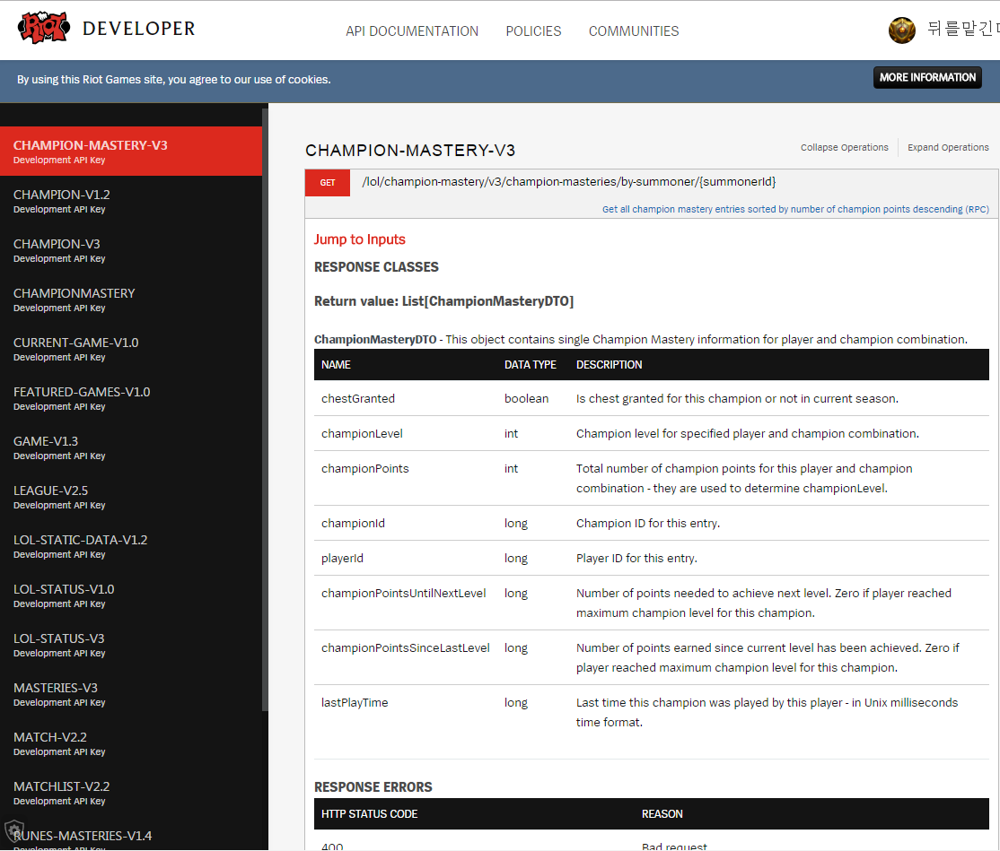 RIOT DEVELOPER
API DOCUMENTATION POLICIES COMMUNITIES
뒤를맡긴다
By using this Riot Games site, you agree to our use of cookies.
MORE INFORMATION
CHAMPION-MASTERY-V3
Development API Key
CHAMPION-V1.2
Development API Key
CHAMPION-V3
Development API Key
CHAMPIONMASTERY
Development API Key
CURRENT-GAME-V1.0
Development API Key
FEATURED-GAMES-V1.0
Development API Key
GAME-V1.3
Development API Key
LEAGUE-V2.5
Development API Key
LOL-STATIC-DATA-V1.2
Development API Key
LOL-STATUS-V1.0
Development API Key
LOL-STATUS-V3
Development API Key
MASTERIES-V3
Development API Key
MATCH-V2.2
Development API Key
MATCHLIST-V2.2
Development API Key
RUNES-MASTERIES-V1.4
Development API Key
CHAMPION-MASTERY-V3
Collapse Operations Expand Operations
GET /lol/champion-mastery/v3/champion-masteries/by-summoner/{summonerId}
Get all champion mastery entries sorted by number of champion points descending (RPC)
Jump to Inputs
RESPONSE CLASSES
Return value: List[ChampionMasteryDTO]
ChampionMasteryDTO - This object contains single Champion Mastery information for player and champion combination.
NAME DATA TYPE DESCRIPTION
chestGranted boolean Is chest granted for this champion or not in current season.
championLevel int Champion level for specified player and champion combination.
championPoints int Total number of champion points for this player and champion
combination - they are used to determine championLevel.
championId long Champion ID for this entry.
playerId long Player ID for this entry.
championPointsUntilNextLevel long Number of points needed to achieve next level. Zero if player reached
maximum champion level for this champion.
championPointsSinceLastLevel long Number of points earned since current level has been achieved. Zero if
player reached maximum champion level for this champion.
lastPlayTime long Last time this champion was played by this player - in Unix milliseconds
time format.
RESPONSE ERRORS
HTTP STATUS CODE REASON
400 Bad request